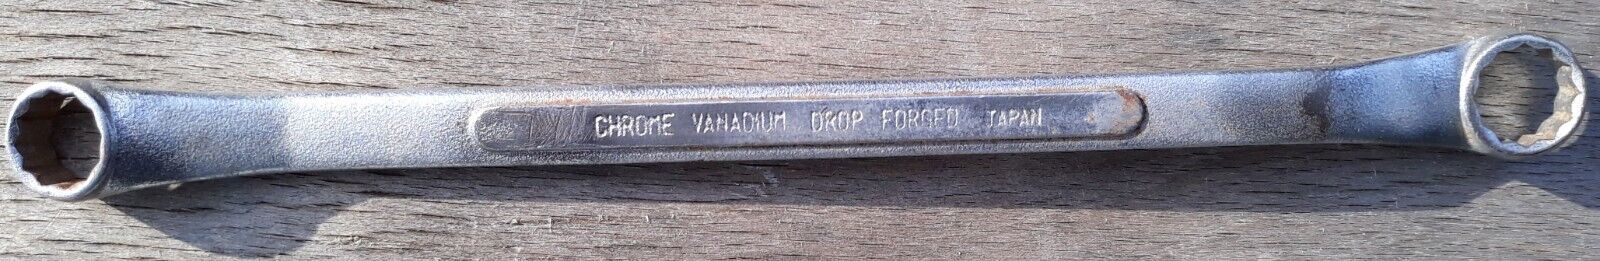 CHROME VANADIUM DROP FORGED JAPAN